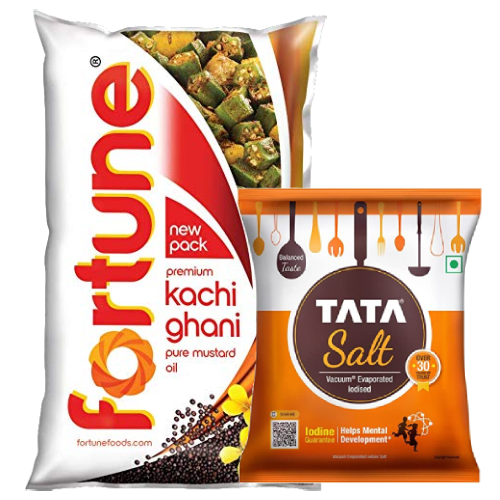 fortune®
new
pack
premium
kachi
ghani
pure mustard
oil
fortunefoods.com
Balanced
Taste
TATA
Salt
Vacuum® Evaporated
Iodised
OVER
30
Iodine
Guarantee
Helps Mental
Development*